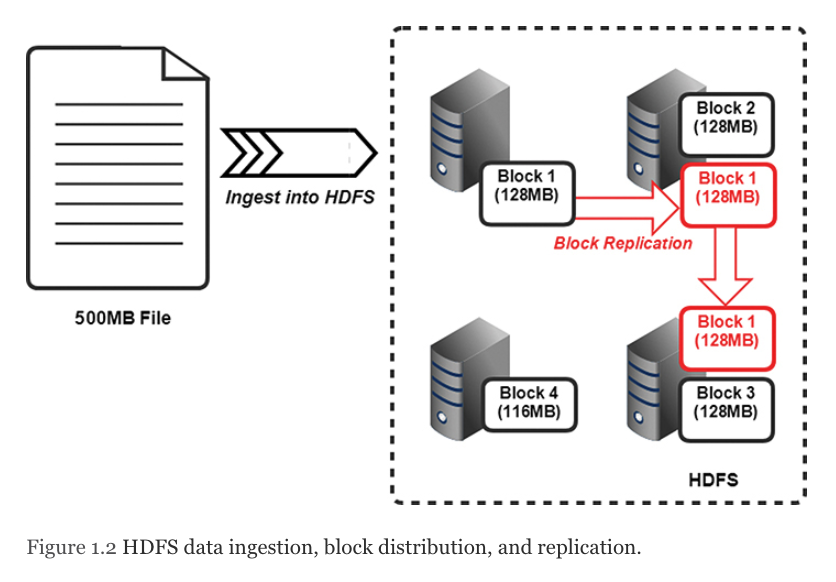 500MB File
Ingest into HDFS
Block 1
(128MB)
Block 2
(128MB)
Block 1
(128MB)
Block Replication
Block 1
(128MB)
Block 4
(116MB)
Block 3
(128MB)
HDFS
Figure 1.2 HDFS data ingestion, block distribution, and replication.